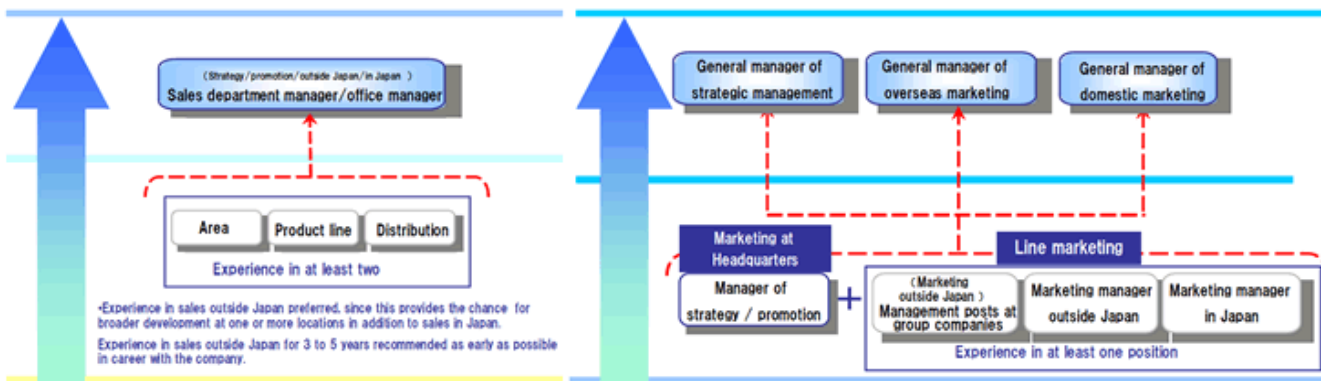 (Strategy/promotion/outside Japan/in Japan)
Sales department manager/office manager
Area
Product line
Distribution
Experience in at least two
•Experience in sales outside Japan preferred, since this provides the chance for
broader development at one or more locations in addition to sales in Japan.
Experience in sales outside Japan for 3 to 5 years recommended as early as possible
in career with the company.
General manager of
strategic management
General manager of
overseas marketing
General manager of
domestic marketing
Marketing at
Headquarters
Line marketing
Manager of
strategy / promotion
+
(Marketing
outside Japan)
Management posts at
group companies
Marketing manager
outside Japan
Marketing manager
in Japan
Experience in at least one position